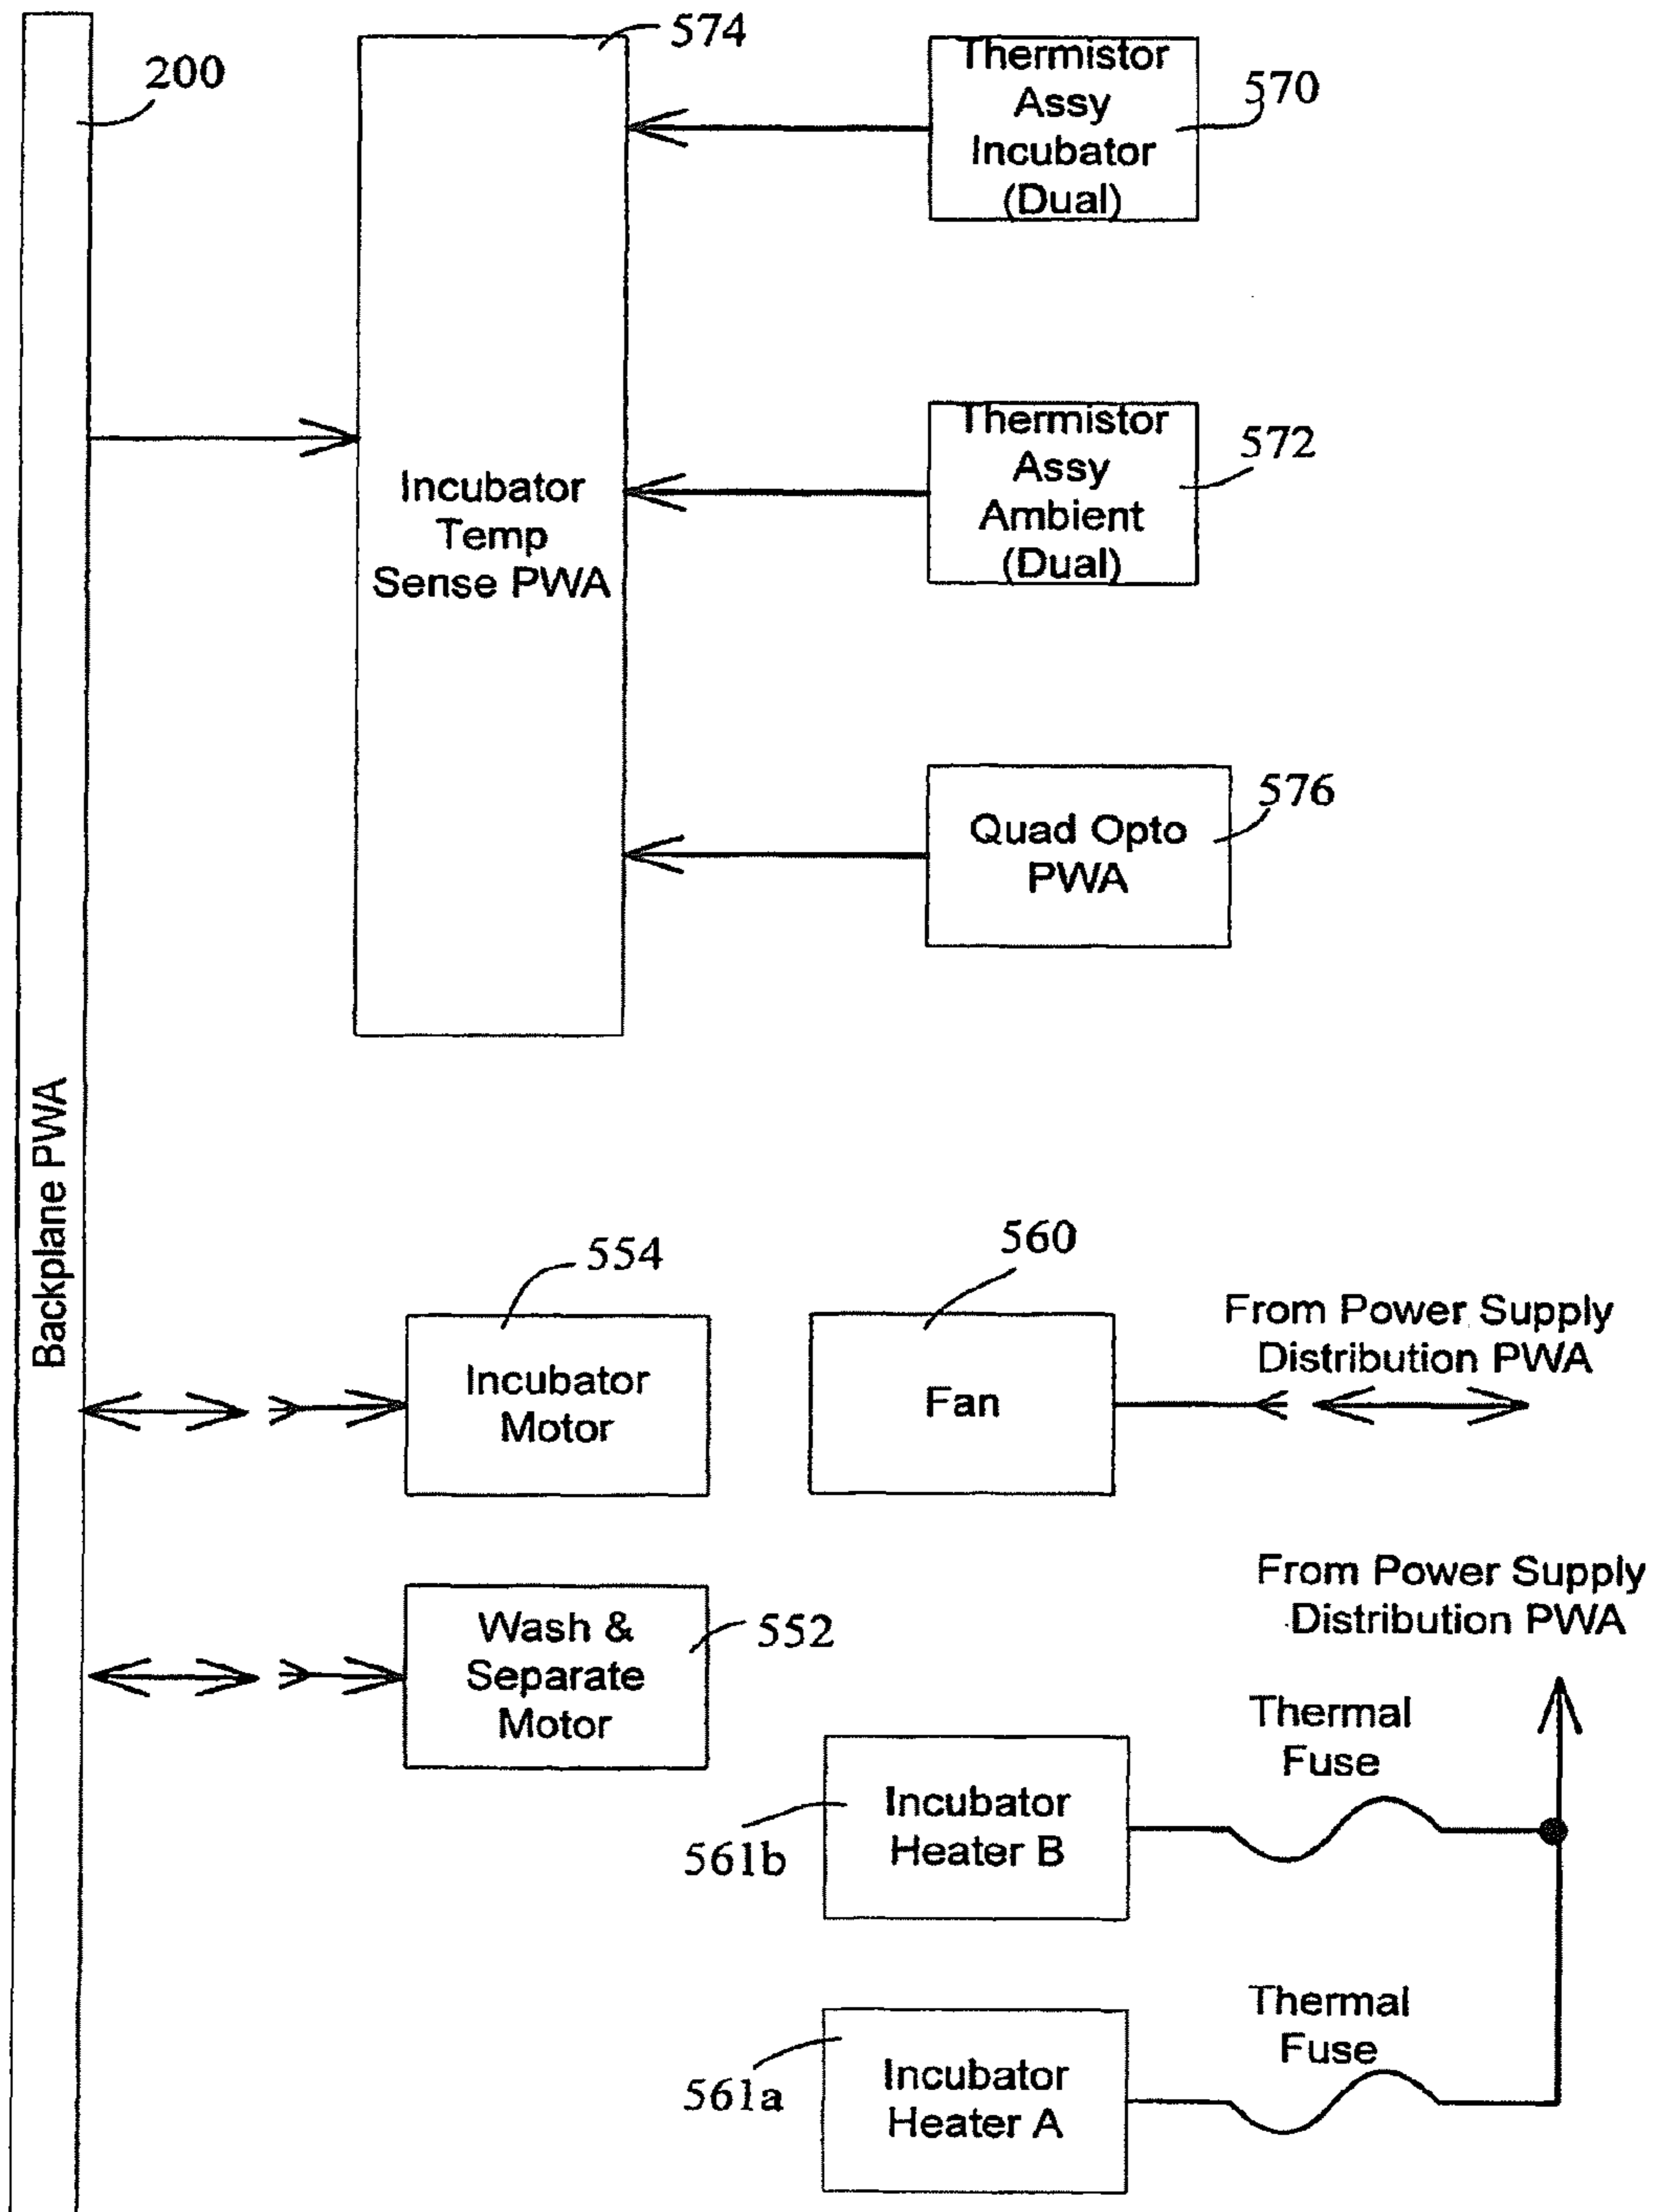 200
574
Thermistor
Assy
Incubator
(Dual)
570
Incubator
Temp
Sense PWA
Thermistor
Assy
Ambient
(Dual)
572
Quad Opto
PWA
576
Backplane PWA
554
Incubator
Motor
560
Fan
From Power Supply
Distribution PWA
Wash &
Separate
Motor
552
From Power Supply
Distribution PWA
Incubator
Heater B
561b
Thermal
Fuse
Incubator
Heater A
561a
Thermal
Fuse